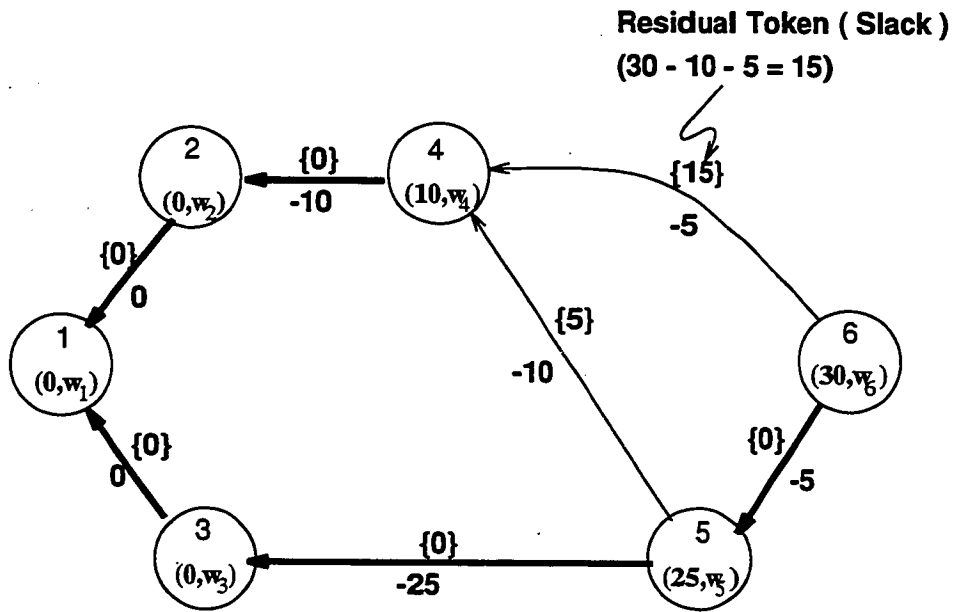 Residual Token ( Slack )
(30 - 10 - 5 = 15)
2
(0,w2)
{0}
-10
4
(10,w4)
{15}
-5
{0}
0
{5}
-10
1
(0,w1)
6
(30,w6)
{0}
0
{0}
-5
3
(0,w3)
{0}
-25
5
(25,w5)